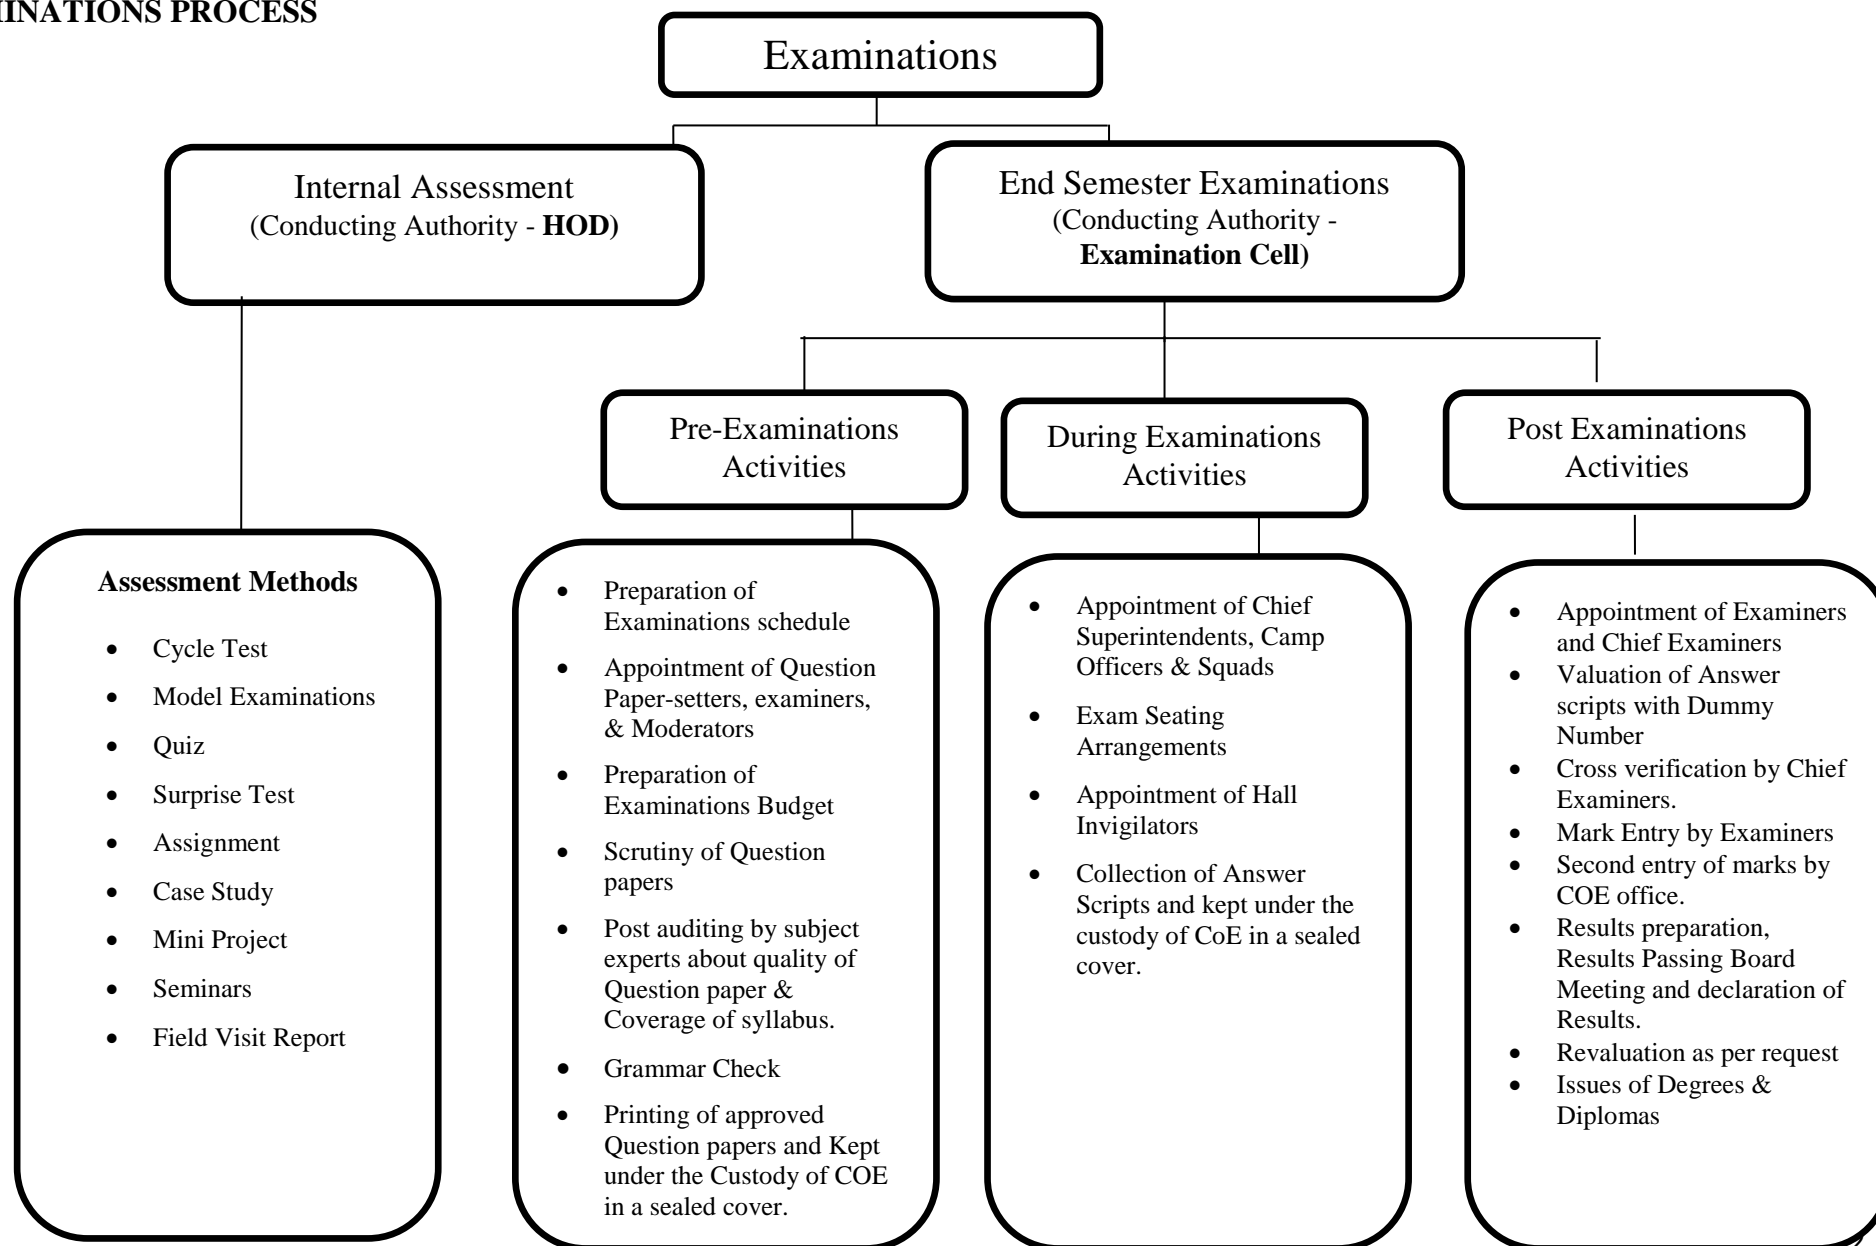 MINATIONS PROCESS
Examinations
Internal Assessment
(Conducting Authority - HOD)
End Semester Examinations
(Conducting Authority -
Examination Cell)
Pre-Examinations
Activities
During Examinations
Activities
Post Examinations
Activities
Assessment Methods
• Cycle Test
• Model Examinations
• Quiz
• Surprise Test
• Assignment
• Case Study
• Mini Project
• Seminars
• Field Visit Report
• Preparation of
Examinations schedule
• Appointment of Question
Paper-setters, examiners,
& Moderators
• Preparation of
Examinations Budget
• Scrutiny of Question
papers
• Post auditing by subject
experts about quality of
Question paper &
Coverage of syllabus.
• Grammar Check
• Printing of approved
Question papers and Kept
under the Custody of COE
in a sealed cover.
• Appointment of Chief
Superintendents, Camp
Officers & Squads
• Exam Seating
Arrangements
• Appointment of Hall
Invigilators
• Collection of Answer
Scripts and kept under the
custody of CoE in a sealed
cover.
• Appointment of Examiners
and Chief Examiners
• Valuation of Answer
scripts with Dummy
Number
• Cross verification by Chief
Examiners.
• Mark Entry by Examiners
• Second entry of marks by
COE office.
• Results preparation,
Results Passing Board
Meeting and declaration of
Results.
• Revaluation as per request
• Issues of Degrees &
Diplomas